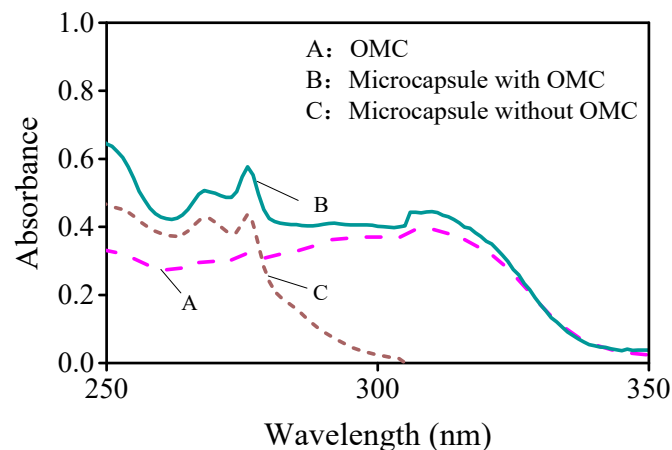 1.0
0.8
0.6
0.4
0.2
0.0
Absorbance
A：OMC
B：Microcapsule with OMC
C：Microcapsule without OMC
B
C
A
250
300
350
Wavelength (nm)